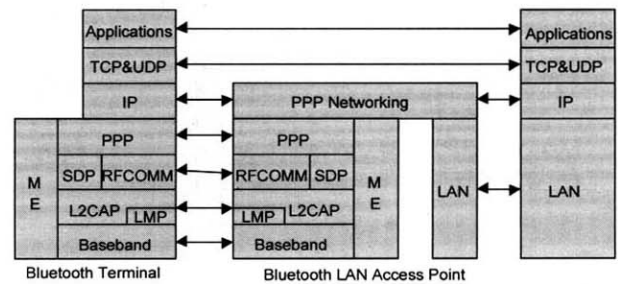 Applications Applications
TCP&UDP TCP&UDP
IP PPP Networking IP
PPP PPP
M E SDP RFCOMM RFCOMM SDP M E LAN LAN
L2CAP LMP LMP L2CAP
Baseband Baseband
Bluetooth Terminal Bluetooth LAN Access Point